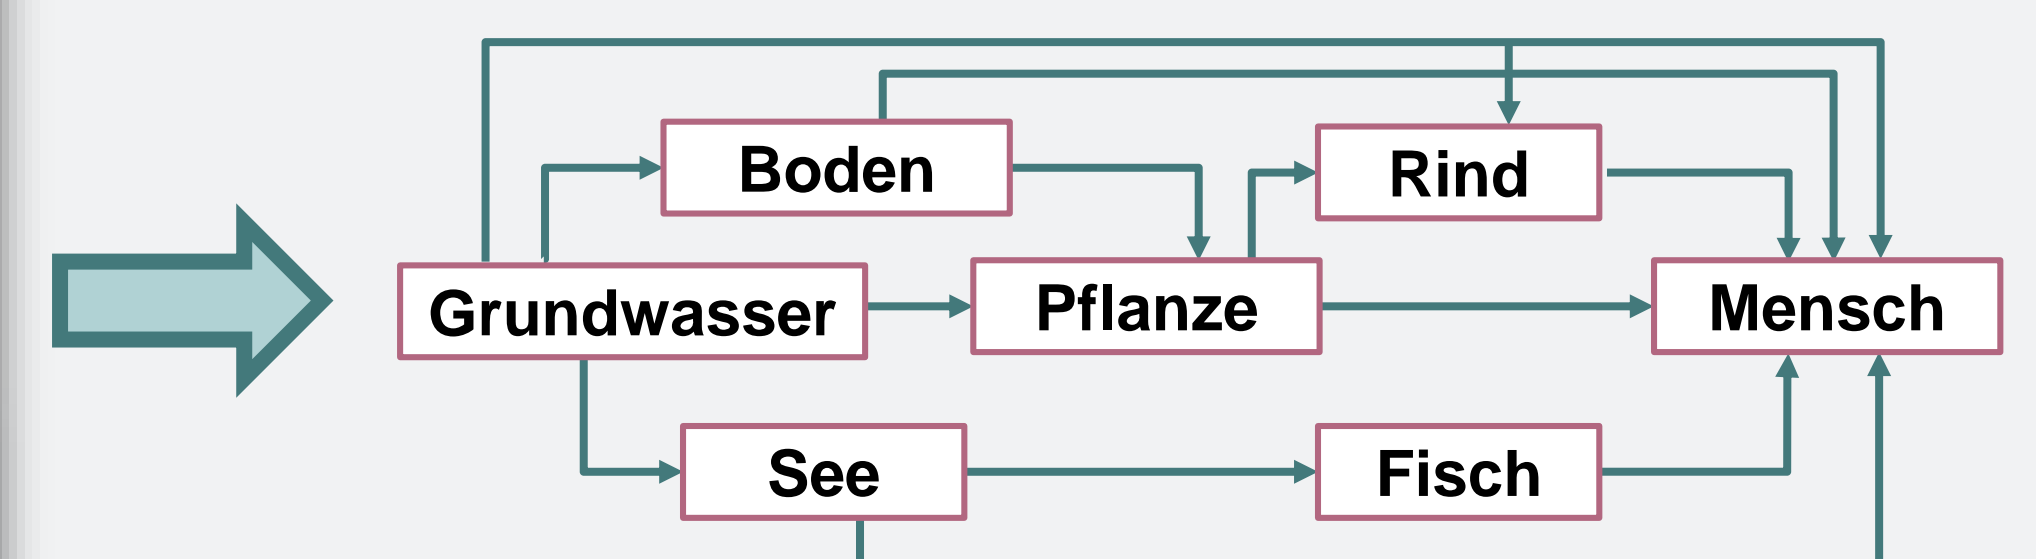 Boden
Rind
Grundwasser
Pflanze
Mensch
See
Fisch